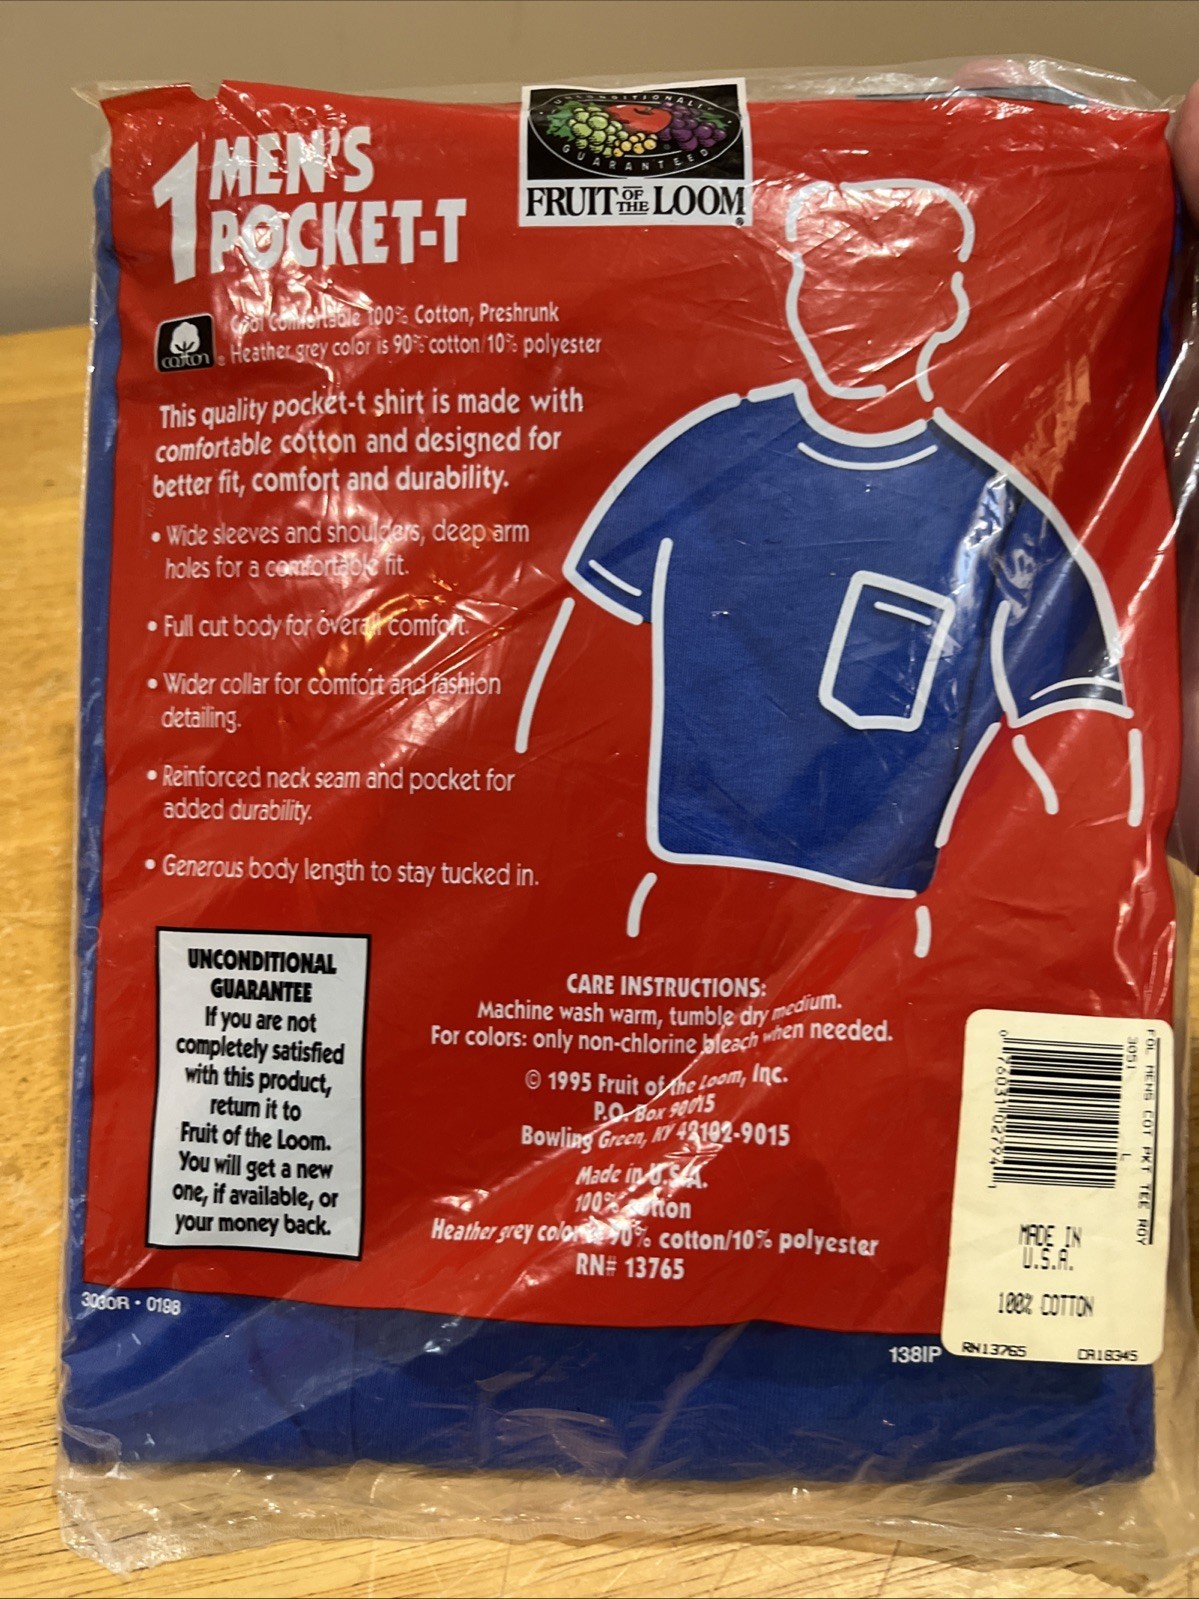 1 MEN'S
POCKET-T
UNCONDITIONALLY
GUARANTEED
FRUIT OF THE LOOM®
cotton
Cool Comfortable 100% Cotton, Preshrunk
® Heather grey color is 90% cotton/10% polyester
This quality pocket-t shirt is made with
comfortable cotton and designed for
better fit, comfort and durability.
• Wide sleeves and shoulders, deep arm
holes for a comfortable fit.
• Full cut body for overall comfort.
• Wider collar for comfort and fashion
detailing.
• Reinforced neck seam and pocket for
added durability.
• Generous body length to stay tucked in.
UNCONDITIONAL
GUARANTEE
If you are not
completely satisfied
with this product,
return it to
Fruit of the Loom.
You will get a new
one, if available, or
your money back.
CARE INSTRUCTIONS:
Machine wash warm, tumble dry medium.
For colors: only non-chlorine bleach when needed.
© 1995 Fruit of the Loom, Inc.
P.O. Box 90015
Bowling Green, KY 42102-9015
Made in U.S.A.
100% Cotton
Heather grey color is 90% cotton/10% polyester
RN# 13765
3030R • 0198
138IP
FOL MENS COT PKT TEE ROY
3051 L
0 76031 02794 1
MADE IN
U.S.A.
100% COTTON
RN13765 CA18345